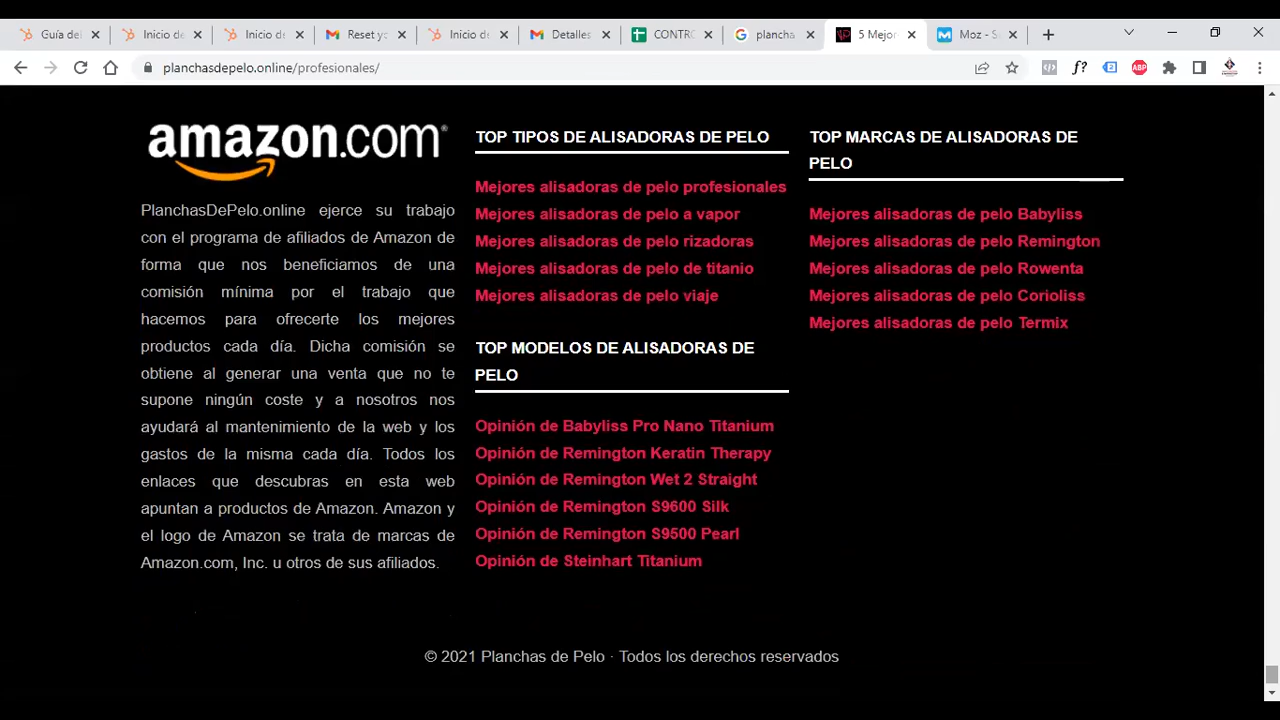 Guía del
Inicio de
Inicio de
Reset yo
Inicio de
Detalles
CONTRO
plancha
5 Mejor
Moz - S
planchasdepelo.online/profesionales/
f?
2
ABP
amazon.com
PlanchasDePelo.online ejerce su trabajo
con el programa de afiliados de Amazon de
forma que nos beneficiamos de una
comisión mínima por el trabajo que
hacemos para ofrecerte los mejores
productos cada día. Dicha comisión se
obtiene al generar una venta que no te
supone ningún coste y a nosotros nos
ayudará al mantenimiento de la web y los
gastos de la misma cada día. Todos los
enlaces que descubras en esta web
apuntan a productos de Amazon. Amazon y
el logo de Amazon se trata de marcas de
Amazon.com, Inc. u otros de sus afiliados.
TOP TIPOS DE ALISADORAS DE PELO
Mejores alisadoras de pelo profesionales
Mejores alisadoras de pelo a vapor
Mejores alisadoras de pelo rizadoras
Mejores alisadoras de pelo de titanio
Mejores alisadoras de pelo viaje
TOP MODELOS DE ALISADORAS DE
PELO
Opinión de Babyliss Pro Nano Titanium
Opinión de Remington Keratin Therapy
Opinión de Remington Wet 2 Straight
Opinión de Remington S9600 Silk
Opinión de Remington S9500 Pearl
Opinión de Steinhart Titanium
TOP MARCAS DE ALISADORAS DE
PELO
Mejores alisadoras de pelo Babyliss
Mejores alisadoras de pelo Remington
Mejores alisadoras de pelo Rowenta
Mejores alisadoras de pelo Corioliss
Mejores alisadoras de pelo Termix
© 2021 Planchas de Pelo · Todos los derechos reservados